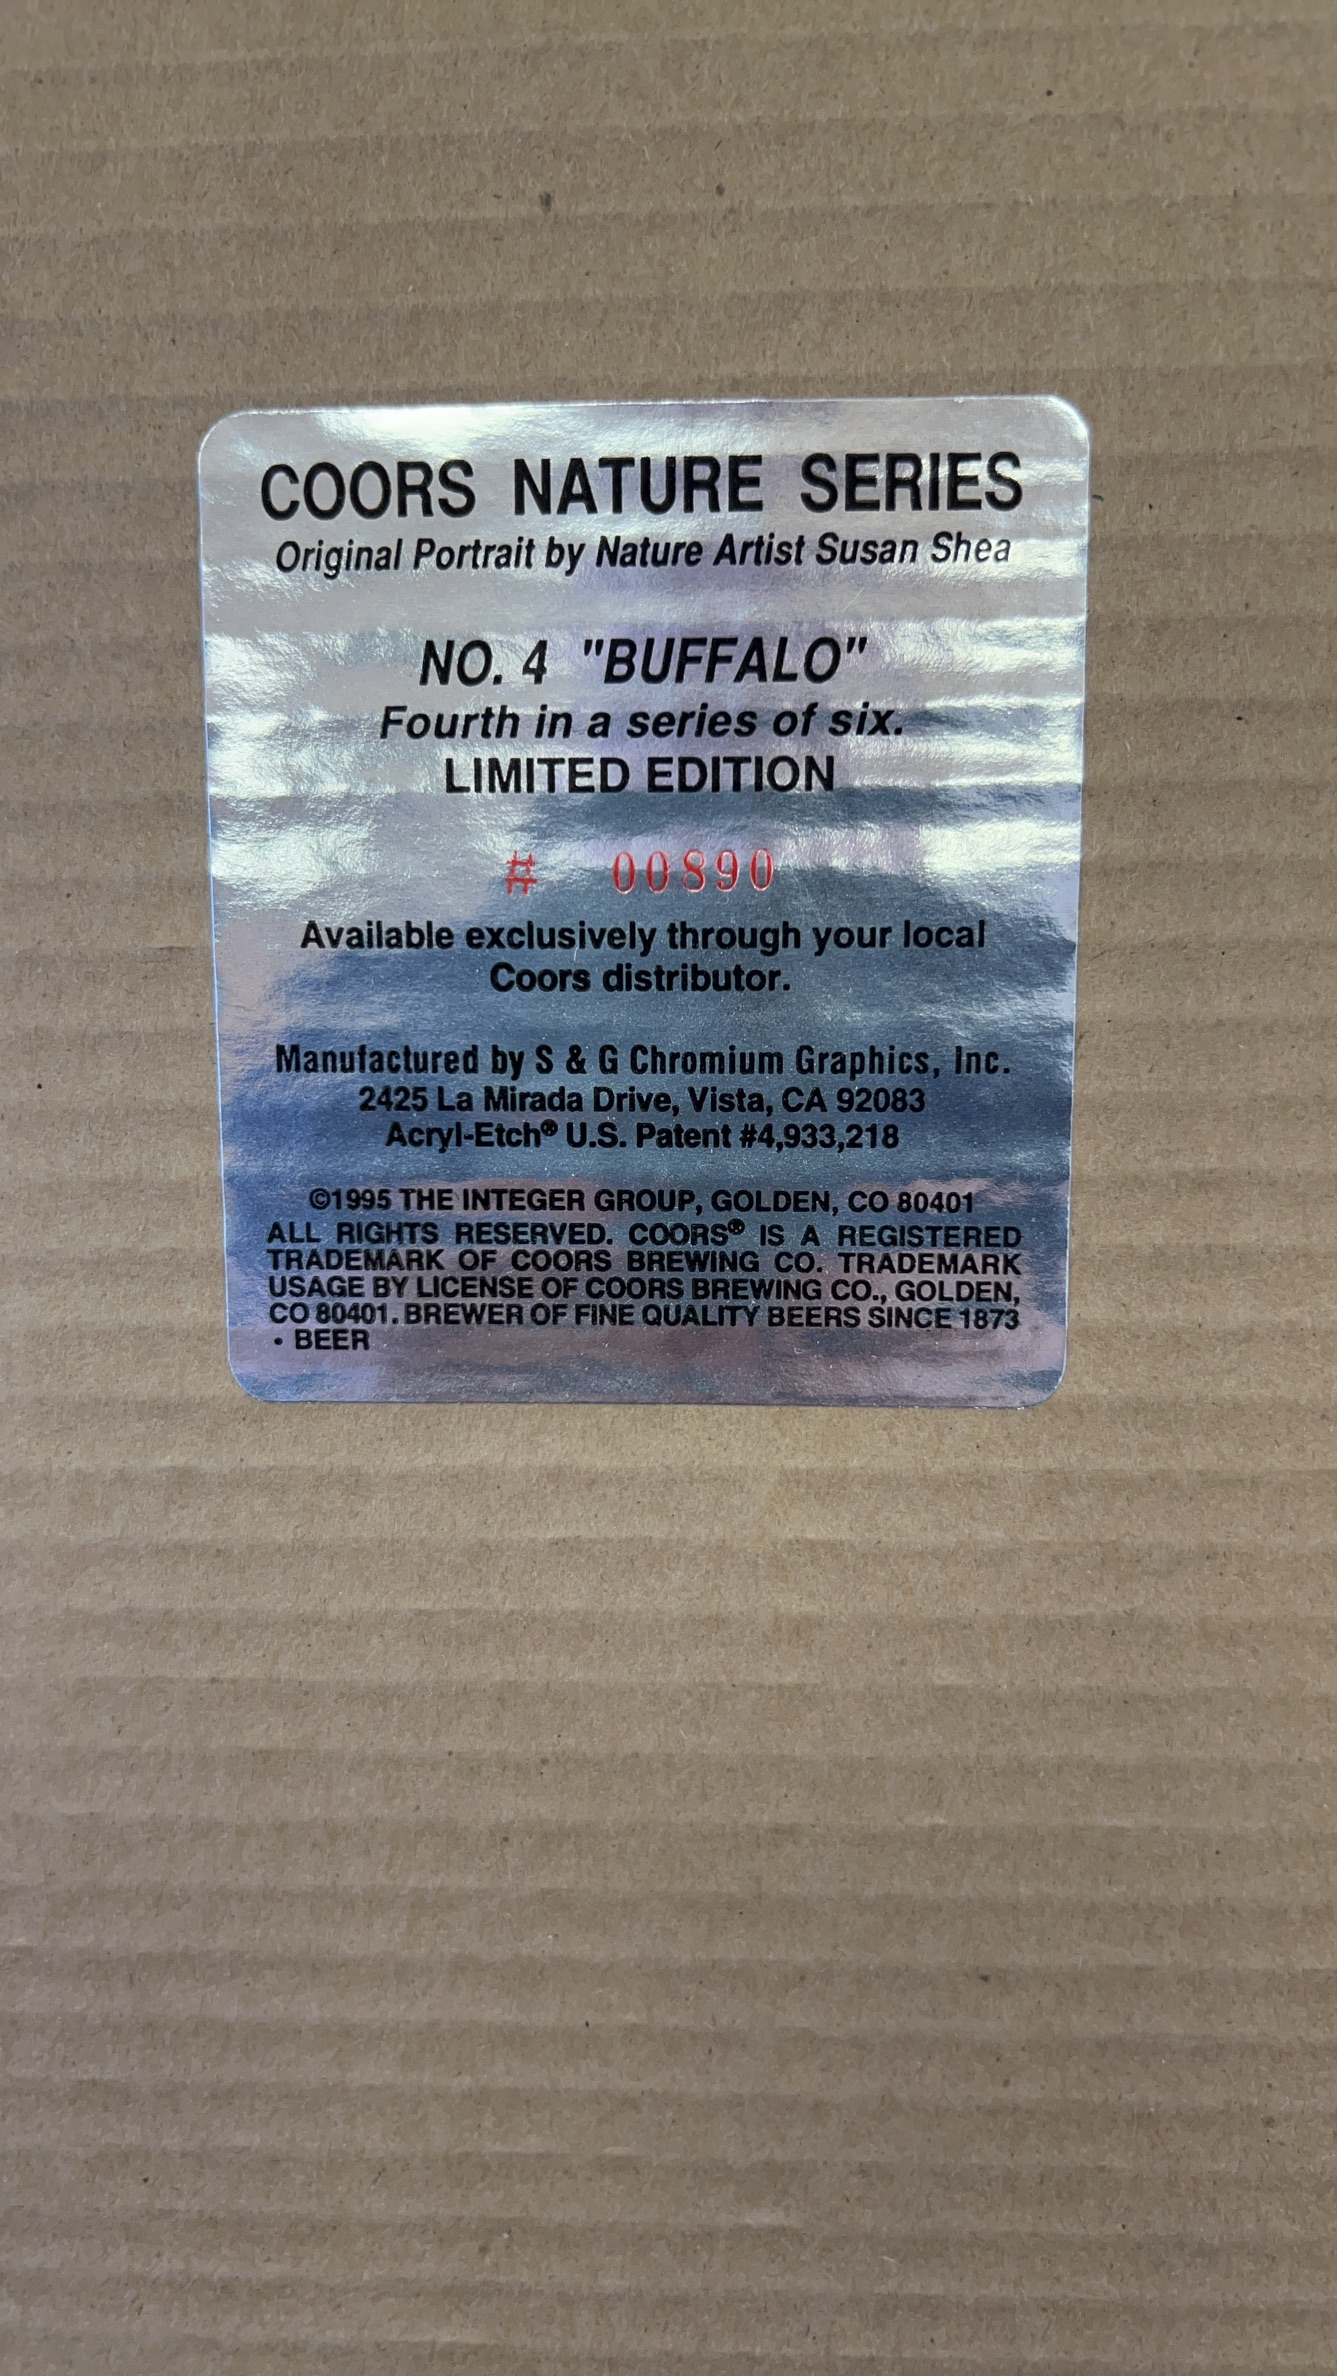 COORS NATURE SERIES
Original Portrait by Nature Artist Susan Shea
NO. 4 "BUFFALO"
Fourth in a series of six.
LIMITED EDITION
# 00890
Available exclusively through your local
Coors distributor.
Manufactured by S & G Chromium Graphics, Inc.
2425 La Mirada Drive, Vista, CA 92083
Acryl-Etch® U.S. Patent #4,933,218
©1995 THE INTEGER GROUP, GOLDEN, CO 80401
ALL RIGHTS RESERVED. COORS® IS A REGISTERED
TRADEMARK OF COORS BREWING CO. TRADEMARK
USAGE BY LICENSE OF COORS BREWING CO., GOLDEN,
CO 80401. BREWER OF FINE QUALITY BEERS SINCE 1873
• BEER